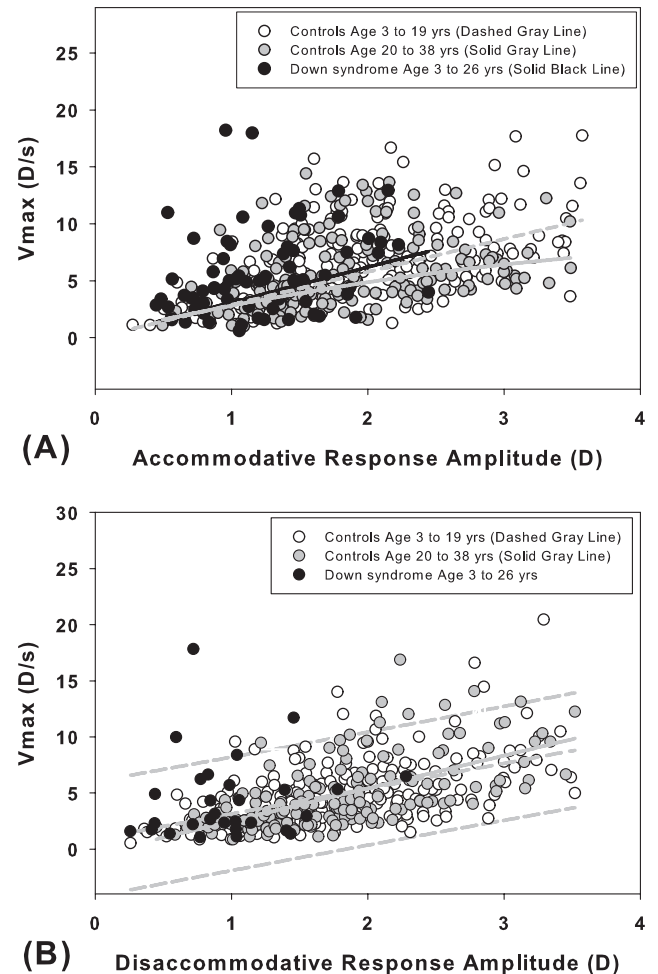 Controls Age 3 to 19 yrs (Dashed Gray Line)
Controls Age 20 to 38 yrs (Solid Gray Line)
Down syndrome Age 3 to 26 yrs (Solid Black Line)
25
20
15
10
5
0
Vmax (D/s)
0 1 2 3 4
(A) Accommodative Response Amplitude (D)
30
Controls Age 3 to 19 yrs (Dashed Gray Line)
Controls Age 20 to 38 yrs (Solid Gray Line)
Down syndrome Age 3 to 26 yrs
25
20
15
10
5
0
Vmax (D/s)
0 1 2 3 4
(B) Disaccommodative Response Amplitude (D)